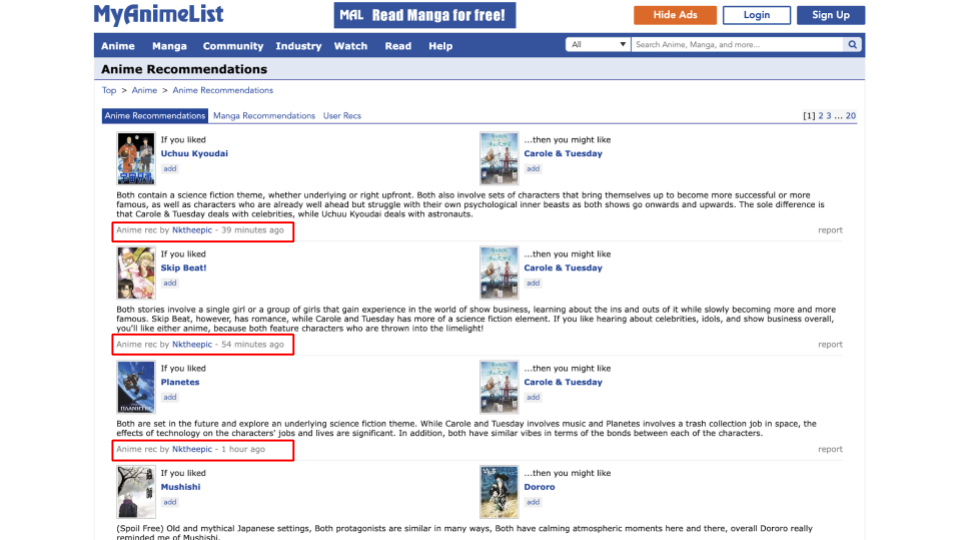 MyAnimeList
MAL Read Manga for free!
Hide Ads Login Sign Up
Anime Manga Community Industry Watch Read Help
All Search Anime, Manga, and more...
Anime Recommendations
Top > Anime > Anime Recommendations
Anime Recommendations Manga Recommendations User Recs [1] 2 3 ... 20
If you liked ...then you might like
Uchuu Kyoudai Carole & Tuesday
add add
Both contain a science fiction theme, whether underlying or right upfront. Both also involve sets of characters that bring themselves up to become more successful or more
famous, as well as characters who are already well ahead but struggle with their own psychological inner beasts as both shows go onwards and upwards. The sole difference is
that Carole & Tuesday deals with celebrities, while Uchuu Kyoudai deals with astronauts.
Anime rec by Nktheepic - 39 minutes ago report
If you liked ...then you might like
Skip Beat! Carole & Tuesday
add add
Both stories involve a single girl or a group of girls that gain experience in the world of show business, learning about the ins and outs of it while slowly becoming more and more
famous. Skip Beat, however, has romance, while Carole and Tuesday has more of a science fiction element. If you like hearing about celebrities, idols, and show business overall,
you'll like either anime, because both feature characters who are thrown into the limelight!
Anime rec by Nktheepic - 54 minutes ago report
If you liked ...then you might like
Planetes Carole & Tuesday
add add
Both are set in the future and explore an underlying science fiction theme. While Carole and Tuesday involves music and Planetes involves a trash collection job in space, the
effects of technology on the characters' jobs and lives are significant. In addition, both have similar vibes in terms of the bonds between each of the characters.
Anime rec by Nktheepic - 1 hour ago report
If you liked ...then you might like
Mushishi Dororo
add add
(Spoil Free) Old and mythical Japanese settings, Both protagonists are similar in many ways, Both have calming atmospheric moments here and there, overall Dororo really
reminded me of Mushishi.